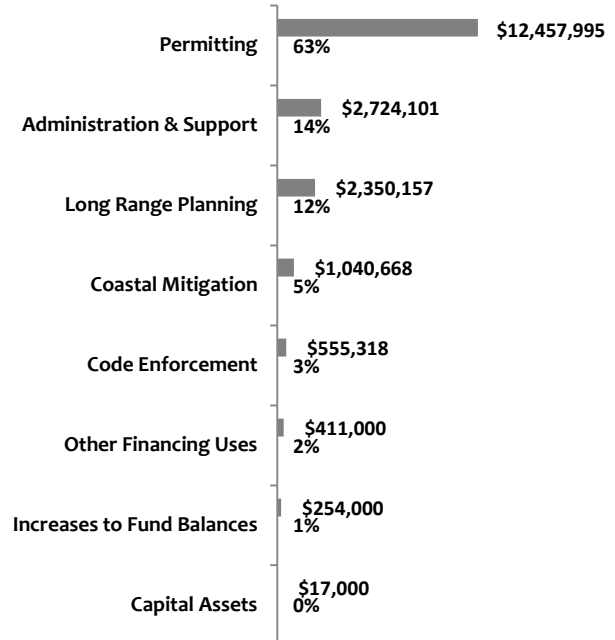 Permitting
$12,457,995
63%
Administration & Support
$2,724,101
14%
Long Range Planning
$2,350,157
12%
Coastal Mitigation
$1,040,668
5%
Code Enforcement
$555,318
3%
Other Financing Uses
$411,000
2%
Increases to Fund Balances
$254,000
1%
Capital Assets
$17,000
0%